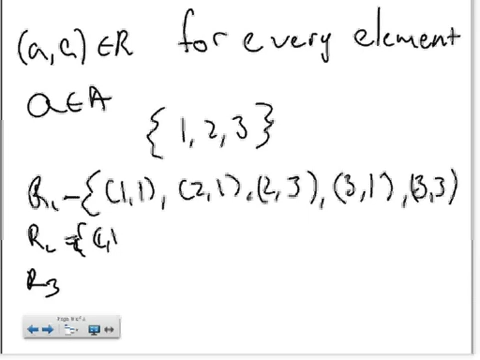 (a,a) ∈ R for every element
a ∈ A
{1, 2, 3}
R₁ = {(1,1), (2,1), (2,3), (3,1), (3,3)
R₂ = {(1,1
R₃